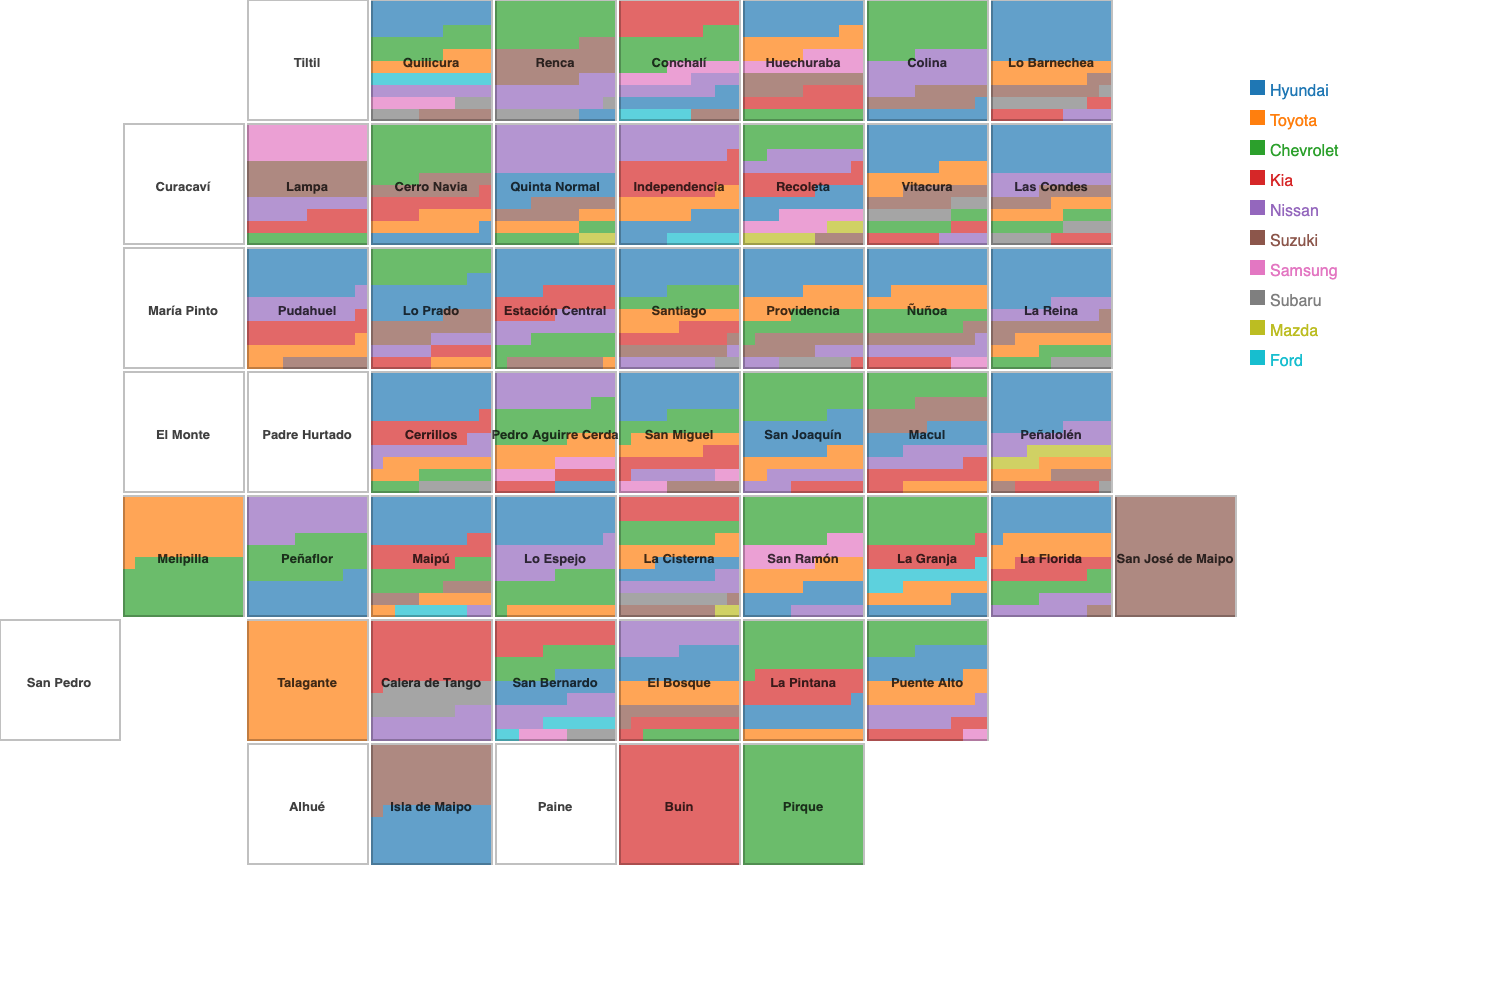 Tiltil
Quilicura
Renca
Conchalí
Huechuraba
Colina
Lo Barnechea
Curacaví
Lampa
Cerro Navia
Quinta Normal
Independencia
Recoleta
Vitacura
Las Condes
María Pinto
Pudahuel
Lo Prado
Estación Central
Santiago
Providencia
Ñuñoa
La Reina
El Monte
Padre Hurtado
Cerrillos
Pedro Aguirre Cerda
San Miguel
San Joaquín
Macul
Peñalolén
Melipilla
Peñaflor
Maipú
Lo Espejo
La Cisterna
San Ramón
La Granja
La Florida
San José de Maipo
San Pedro
Talagante
Calera de Tango
San Bernardo
El Bosque
La Pintana
Puente Alto
Alhué
Isla de Maipo
Paine
Buin
Pirque
Hyundai
Toyota
Chevrolet
Kia
Nissan
Suzuki
Samsung
Subaru
Mazda
Ford